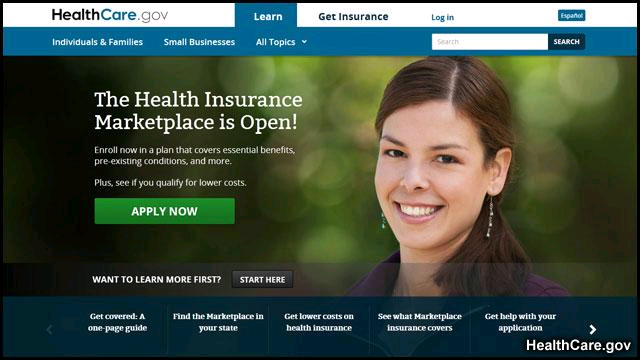 HealthCare.gov
Learn
Get Insurance
Log in
Español
Individuals & Families
Small Businesses
All Topics
Search
SEARCH
The Health Insurance
Marketplace is Open!
Enroll now in a plan that covers essential benefits,
pre-existing conditions, and more.
Plus, see if you qualify for lower costs.
APPLY NOW
WANT TO LEARN MORE FIRST?
START HERE
Get covered: A
one-page guide
Find the Marketplace in
your state
Get lower costs on
health insurance
See what Marketplace
insurance covers
Get help with your
application
HealthCare.gov